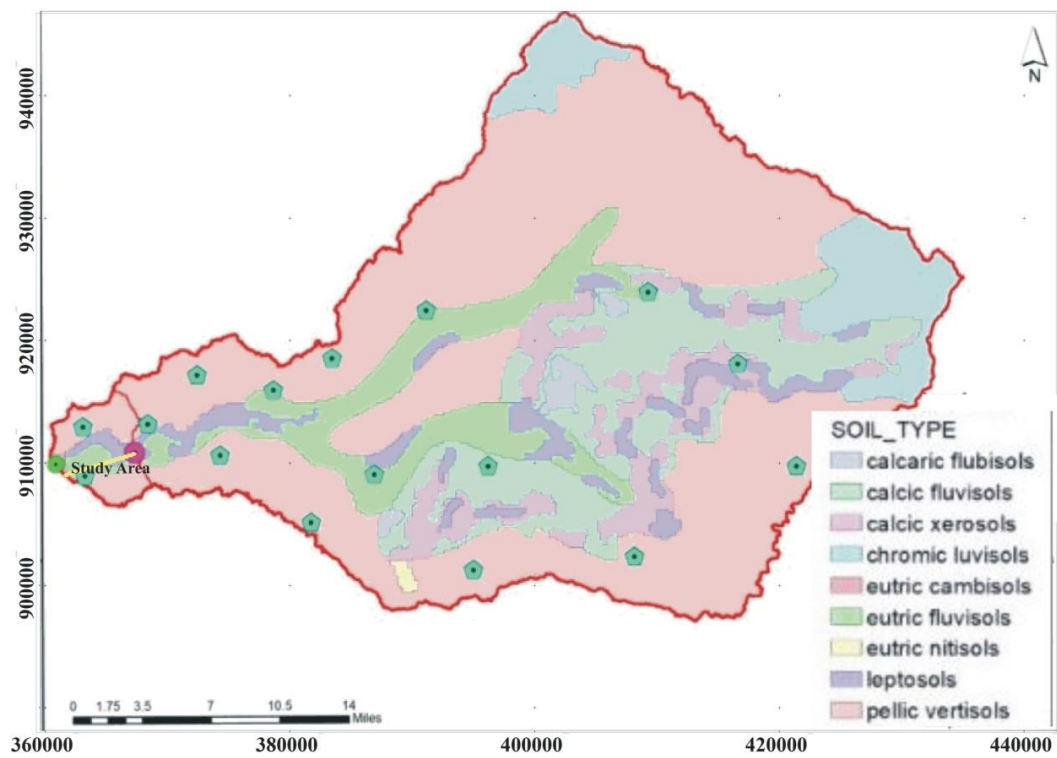 N
940000
930000
920000
910000
900000
Study Area
SOIL_TYPE
calcaric flubisols
calcic fluvisols
calcic xerosols
chromic luvisols
eutric cambisols
eutric fluvisols
eutric nitisols
leptosols
pellic vertisols
0 1.75 3.5 7 10.5 14
Miles
360000 380000 400000 420000 440000